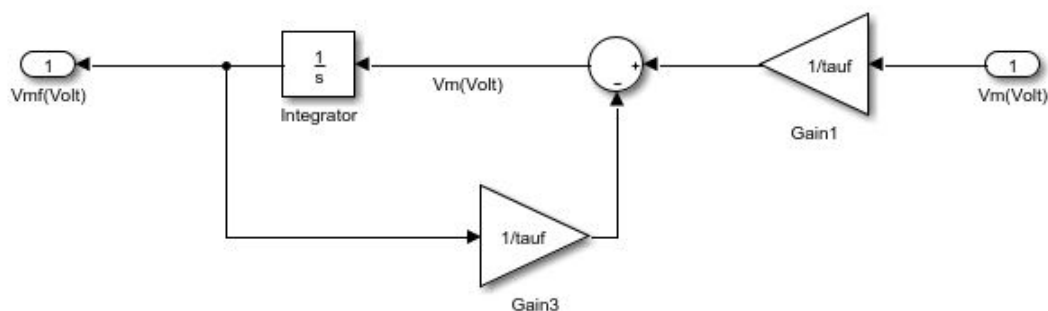 1
Vmf(Volt)
1
s
Integrator
Vm(Volt)
+
−
1/tauf
Gain1
1
Vm(Volt)
1/tauf
Gain3